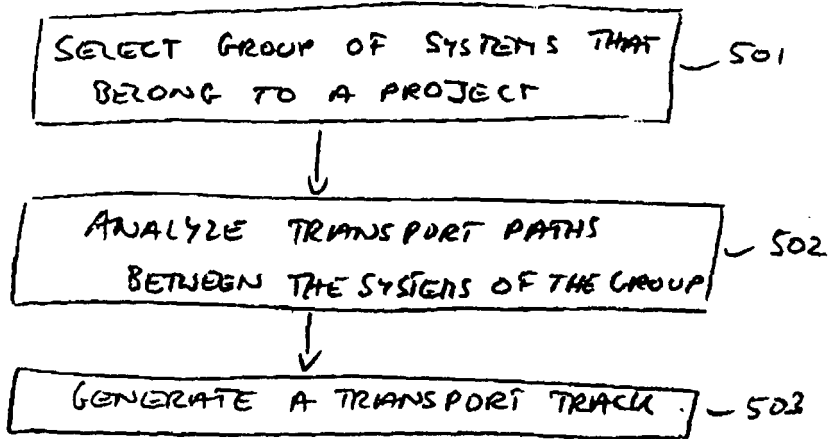 SELECT GROUP OF SYSTEMS THAT
BELONG TO A PROJECT
501
ANALYZE TRANSPORT PATHS
BETWEEN THE SYSTEMS OF THE GROUP
502
GENERATE A TRANSPORT TRACK.
503